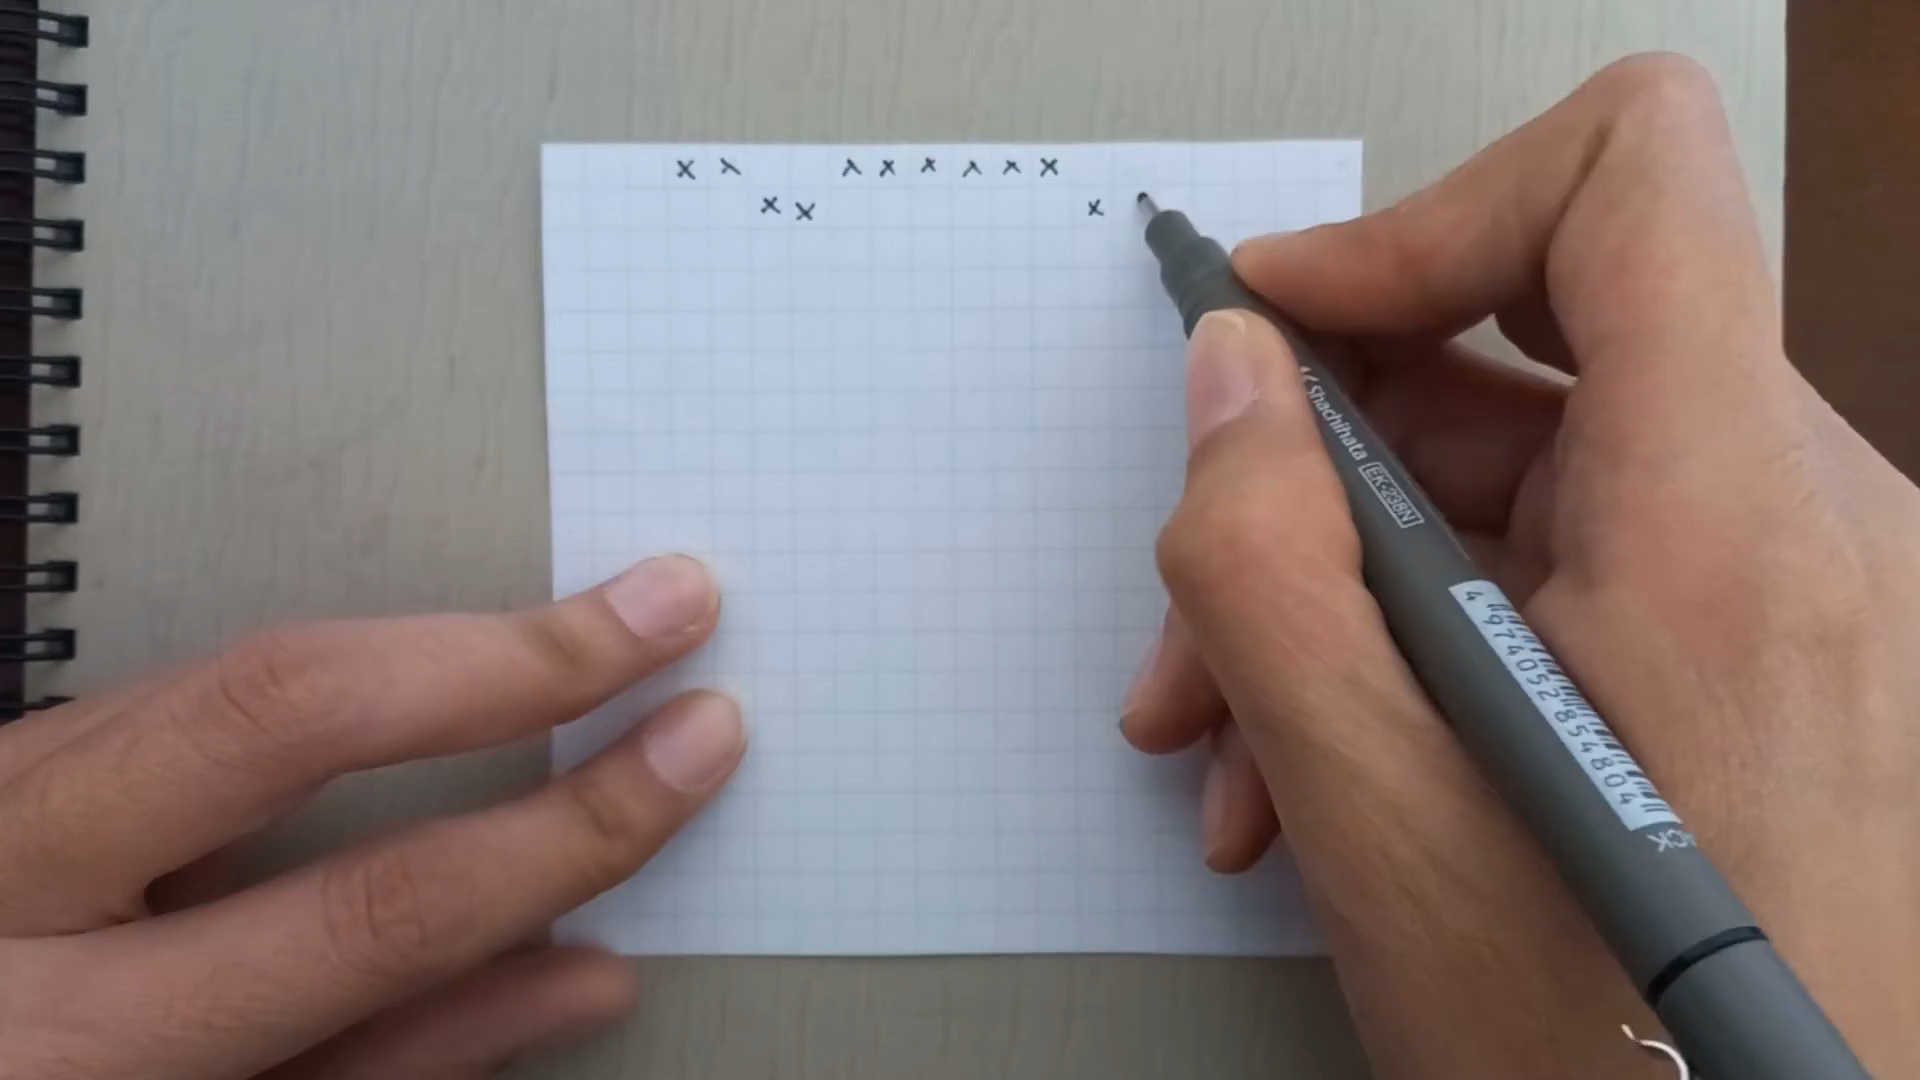 x x x x x x x x x
x x x
Shachihata EK-238N
4 974052 854804
CK